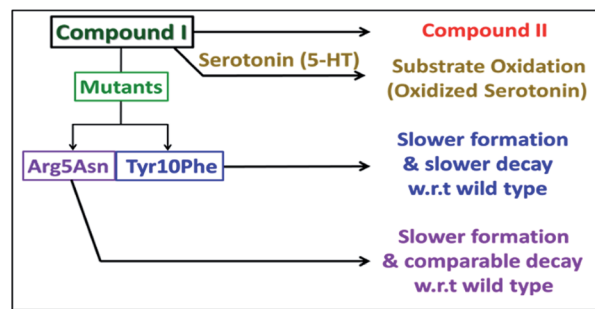 Compound I
Compound II
Serotonin (5-HT)
Substrate Oxidation
(Oxidized Serotonin)
Mutants
Arg5Asn
Tyr10Phe
Slower formation
& slower decay
w.r.t wild type
Slower formation
& comparable decay
w.r.t wild type